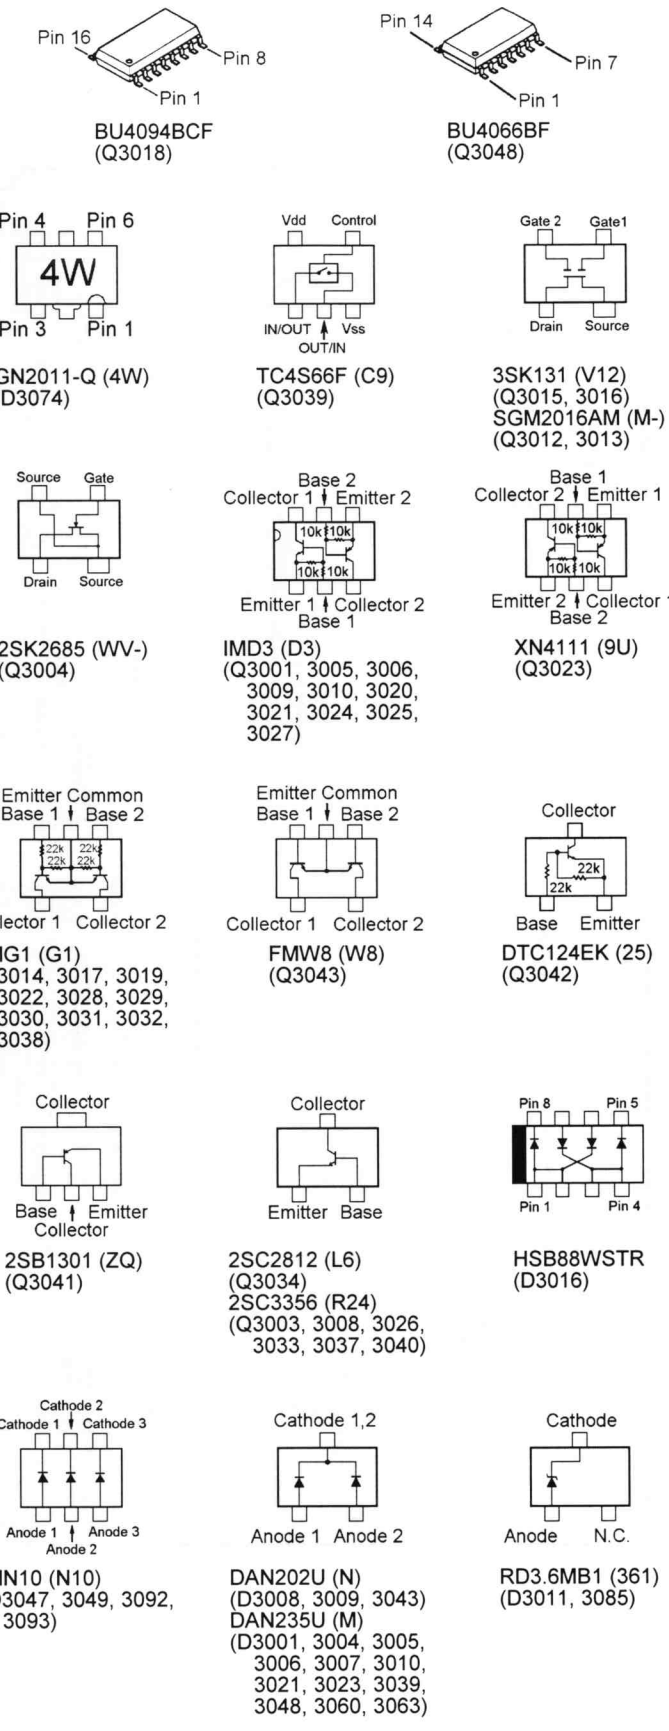 Pin 16
Pin 8
Pin 1
BU4094BCF
(Q3018)
Pin 14
Pin 7
Pin 1
BU4066BF
(Q3048)
Pin 4 Pin 6
4W
Pin 3 Pin 1
GN2011-Q (4W)
D3074)
Vdd Control
IN/OUT Vss
OUT/IN
TC4S66F (C9)
(Q3039)
Gate 2 Gate1
Drain Source
3SK131 (V12)
(Q3015, 3016)
SGM2016AM (M-)
(Q3012, 3013)
Source Gate
Drain Source
2SK2685 (WV-)
(Q3004)
Base 2
Collector 1 Emitter 2
10k 10k
10k 10k
Emitter 1 Collector 2
Base 1
IMD3 (D3)
(Q3001, 3005, 3006,
3009, 3010, 3020,
3021, 3024, 3025,
3027)
Base 1
Collector 2 Emitter 1
10k 10k
10k 10k
Emitter 2 Collector 1
Base 2
XN4111 (9U)
(Q3023)
Emitter Common
Base 1 Base 2
22k 22k
22k 22k
llector 1 Collector 2
MG1 (G1)
3014, 3017, 3019,
3022, 3028, 3029,
3030, 3031, 3032,
3038)
Emitter Common
Base 1 Base 2
Collector 1 Collector 2
FMW8 (W8)
(Q3043)
Collector
22k
22k
Base Emitter
DTC124EK (25)
(Q3042)
Collector
Base Emitter
Collector
2SB1301 (ZQ)
(Q3041)
Collector
Emitter Base
2SC2812 (L6)
(Q3034)
2SC3356 (R24)
(Q3003, 3008, 3026,
3033, 3037, 3040)
Pin 8 Pin 5
Pin 1 Pin 4
HSB88WSTR
(D3016)
Cathode 2
Cathode 1 Cathode 3
Anode 1 Anode 3
Anode 2
MN10 (N10)
3047, 3049, 3092,
3093)
Cathode 1,2
Anode 1 Anode 2
DAN202U (N)
(D3008, 3009, 3043)
DAN235U (M)
(D3001, 3004, 3005,
3006, 3007, 3010,
3021, 3023, 3039,
3048, 3060, 3063)
Cathode
Anode N.C.
RD3.6MB1 (361)
(D3011, 3085)